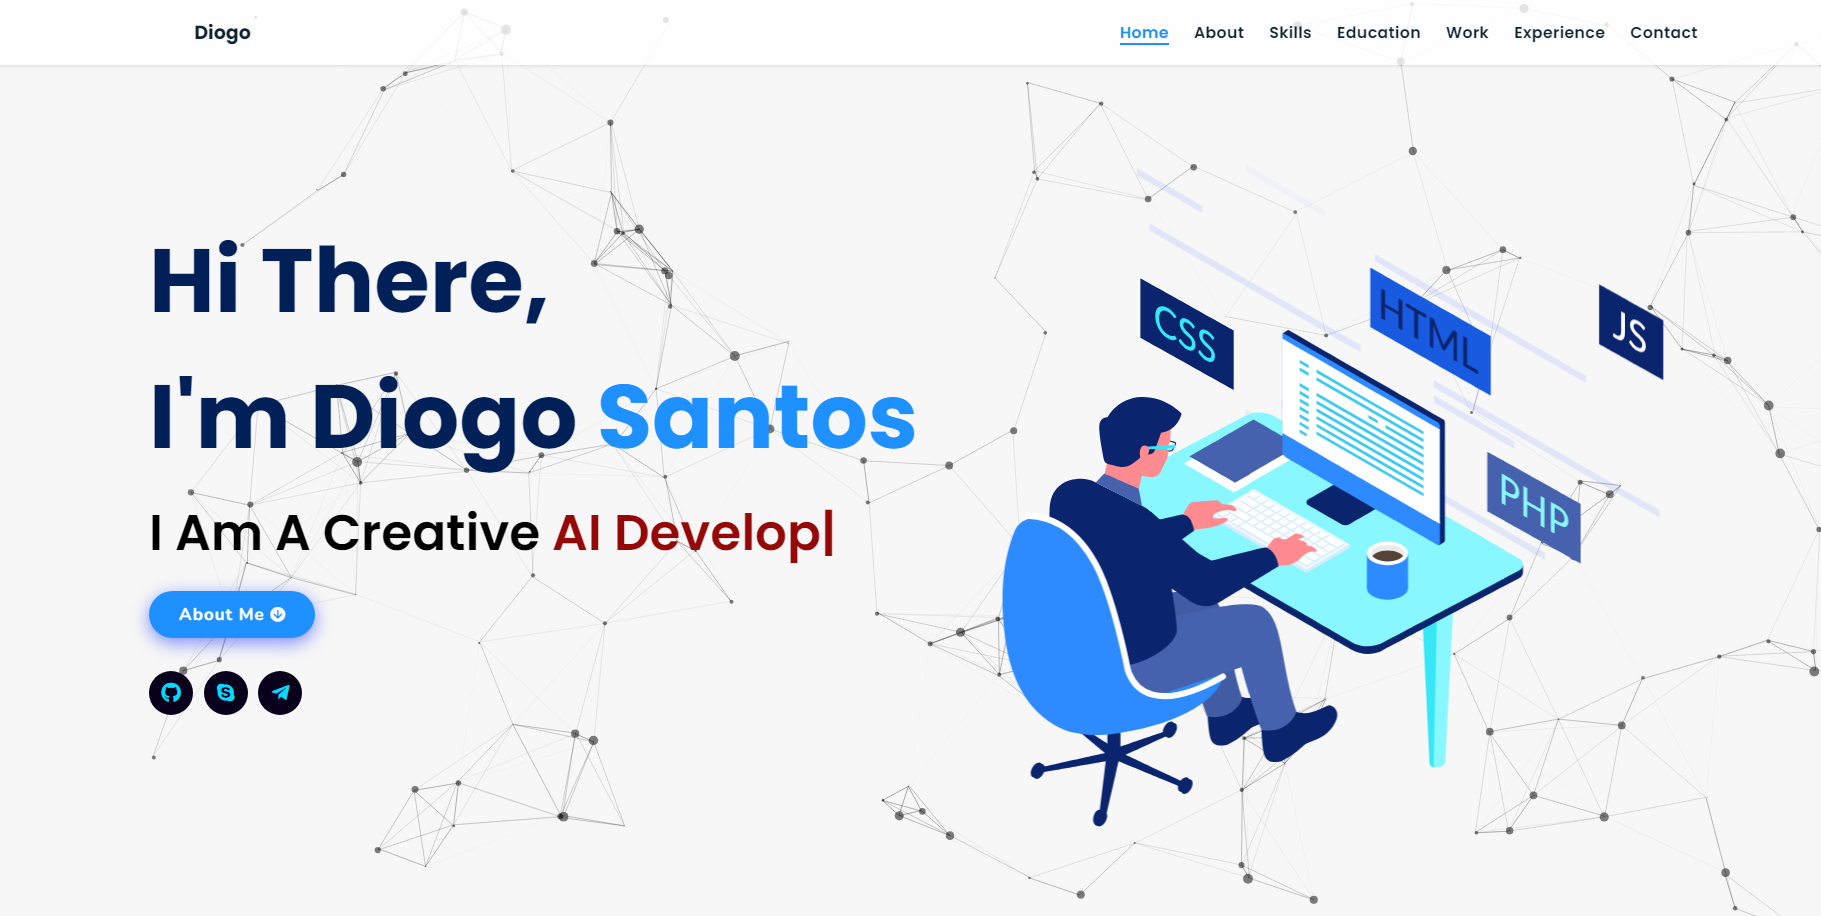 Diogo
Home About Skills Education Work Experience Contact
Hi There,
I'm Diogo Santos
I Am A Creative AI Develop|
About Me
CSS
HTML
JS
PHP